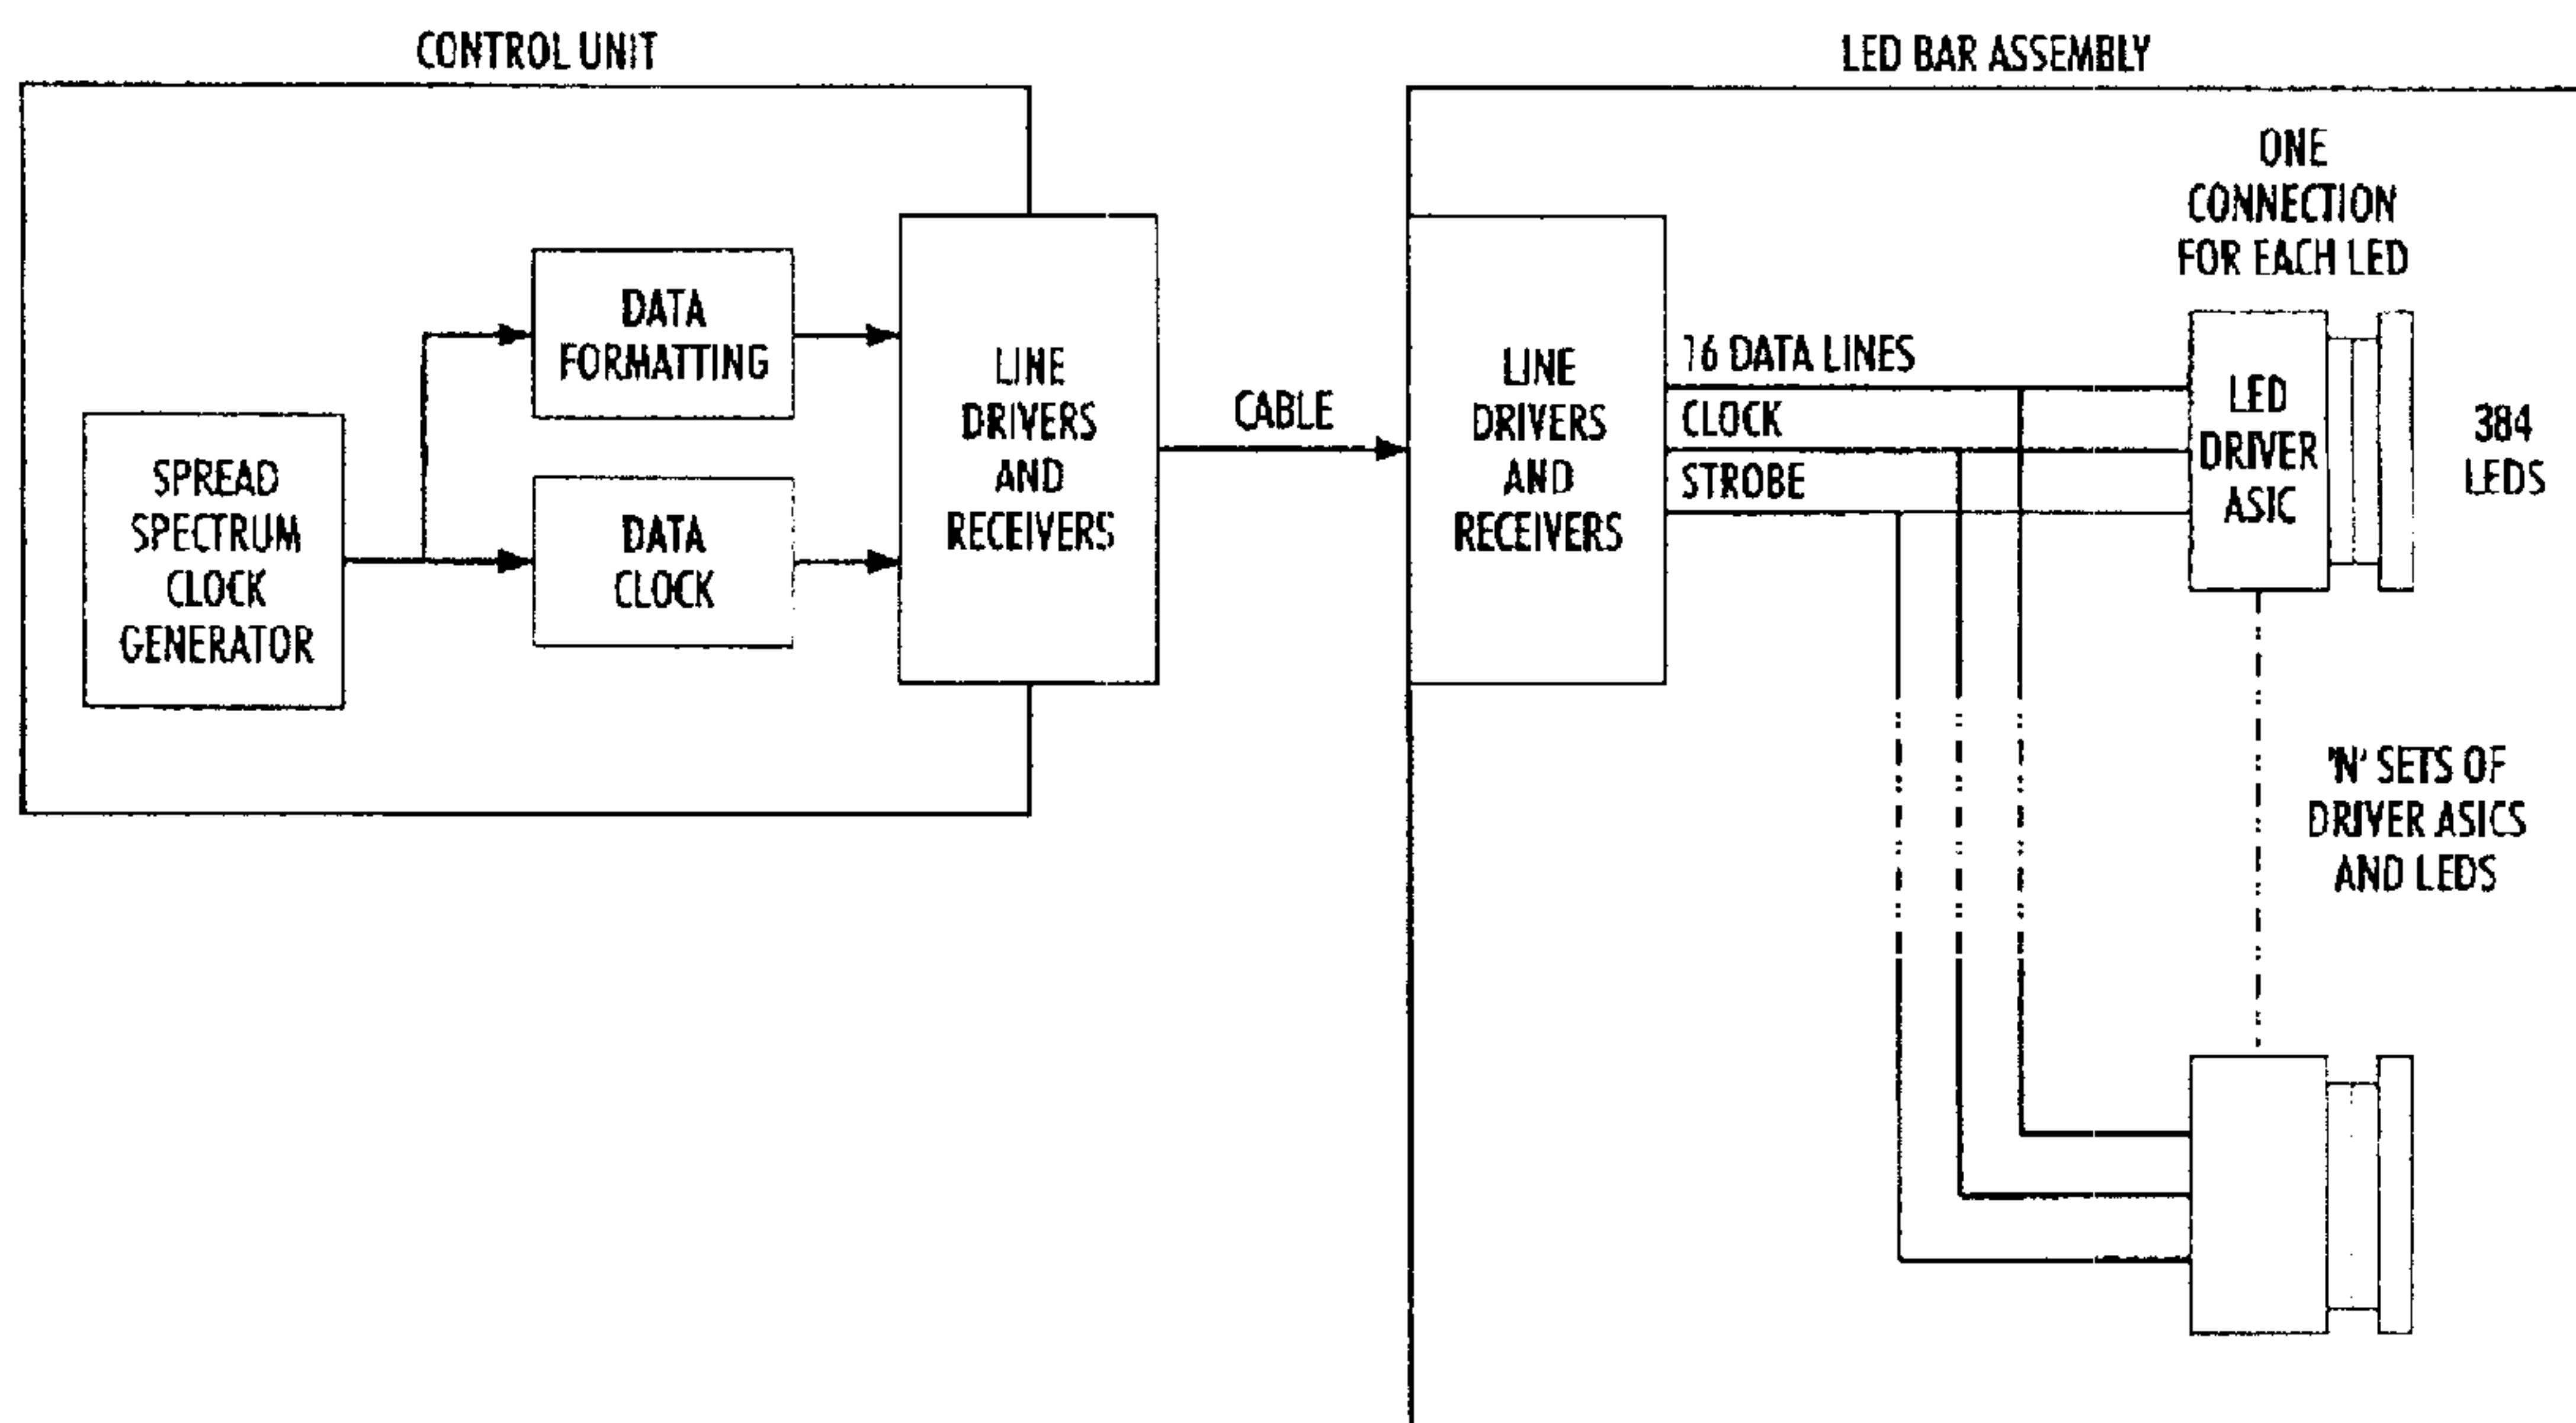 CONTROL UNIT
LED BAR ASSEMBLY
ONE
CONNECTION
FOR EACH LED
DATA
FORMATTING
SPREAD
SPECTRUM
CLOCK
GENERATOR
DATA
CLOCK
LINE
DRIVERS
AND
RECEIVERS
CABLE
LINE
DRIVERS
AND
RECEIVERS
16 DATA LINES
CLOCK
STROBE
LED
DRIVER
ASIC
384
LEDS
'N' SETS OF
DRIVER ASICS
AND LEDS